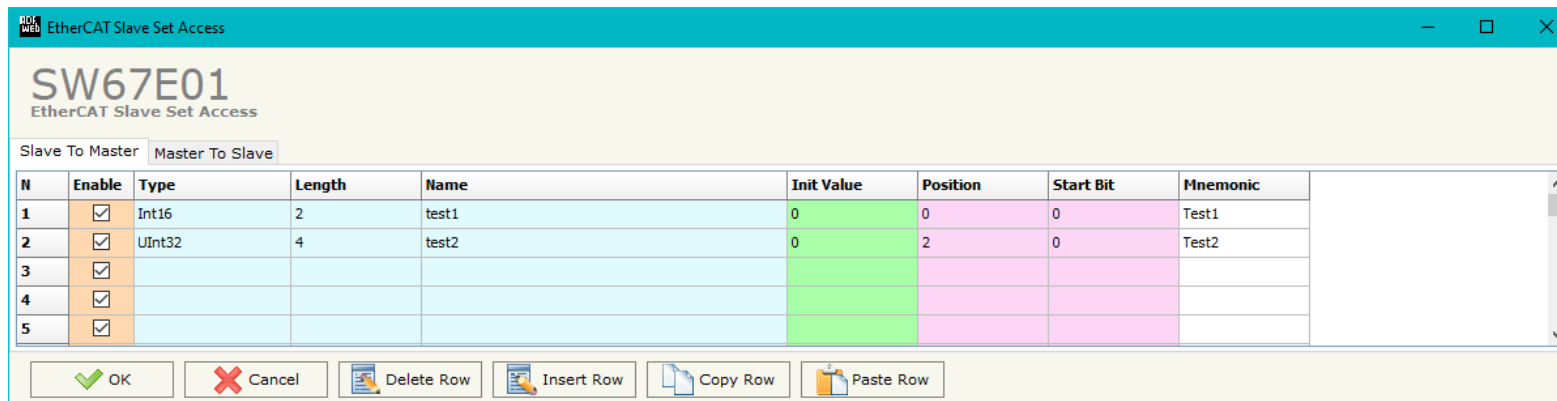 ADF WEB EtherCAT Slave Set Access
SW67E01
EtherCAT Slave Set Access
Slave To Master Master To Slave
N Enable Type Length Name Init Value Position Start Bit Mnemonic
1 Int16 2 test1 0 0 0 Test1
2 UInt32 4 test2 0 2 0 Test2
3
4
5
OK Cancel Delete Row Insert Row Copy Row Paste Row